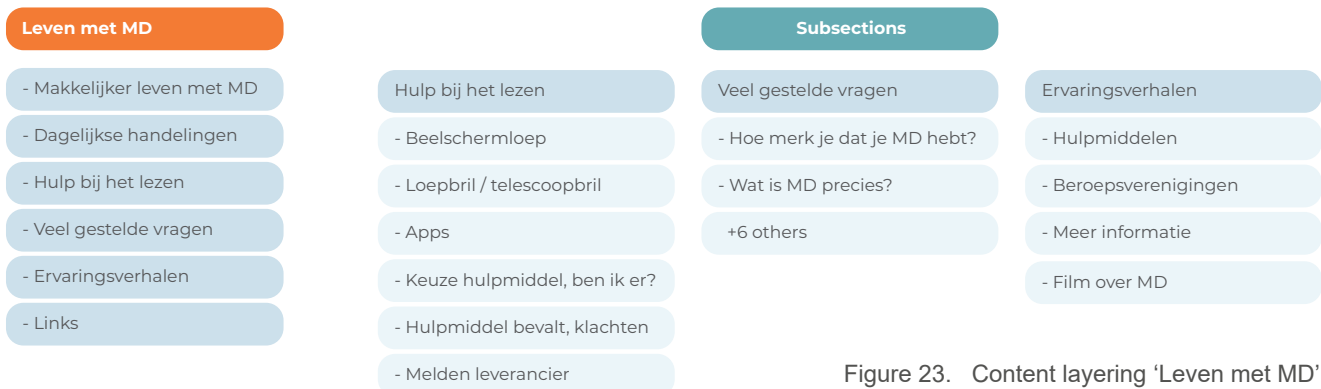 Leven met MD
- Makkelijker leven met MD
- Dagelijkse handelingen
- Hulp bij het lezen
- Veel gestelde vragen
- Ervaringsverhalen
- Links
Subsections
Hulp bij het lezen
- Beelschermloep
- Loepbril / telescoopbril
- Apps
- Keuze hulpmiddel, ben ik er?
- Hulpmiddel bevalt, klachten
- Melden leverancier
Veel gestelde vragen
- Hoe merk je dat je MD hebt?
- Wat is MD precies?
+6 others
Ervaringsverhalen
- Hulpmiddelen
- Beroepsverenigingen
- Meer informatie
- Film over MD
Figure 23. Content layering ‘Leven met MD’